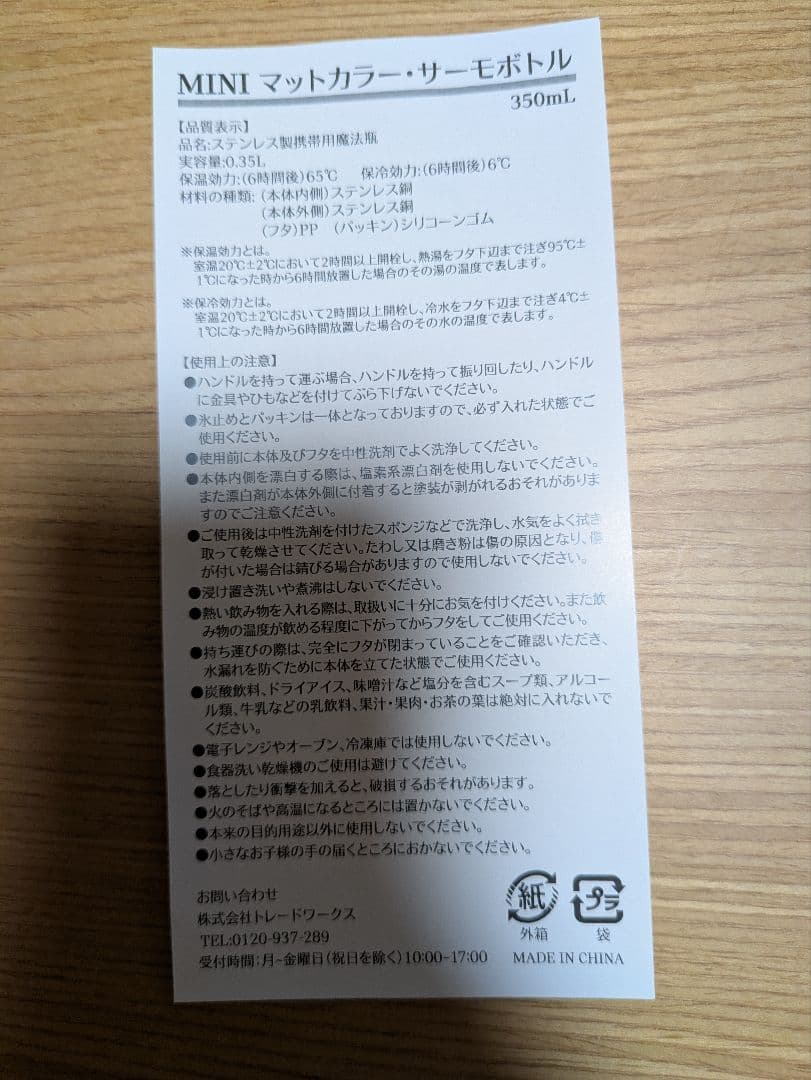 MINI マットカラー・サーモボトル
350mL
【品質表示】
品名:ステンレス製携帯用魔法瓶
実容量:0.35L
保温効力:(6時間後)65℃　保冷効力:(6時間後)6℃
材料の種類:(本体内側)ステンレス鋼
(本体外側)ステンレス鋼
(フタ)PP　(パッキン)シリコーンゴム
※保温効力とは。
室温20℃±2℃において2時間以上開栓し、熱湯をフタ下辺まで注ぎ95℃±
1℃になった時から6時間放置した場合のその湯の温度で表します。
※保冷効力とは。
室温20℃±2℃において2時間以上開栓し、冷水をフタ下辺まで注ぎ4℃±
1℃になった時から6時間放置した場合のその水の温度で表します。
【使用上の注意】
●ハンドルを持って運ぶ場合、ハンドルを持って振り回したり、ハンドル
に金具やひもなどを付けてぶら下げないでください。
●氷止めとパッキンは一体となっておりますので、必ず入れた状態でご
使用ください。
●使用前に本体及びフタを中性洗剤でよく洗浄してください。
●本体内側を漂白する際は、塩素系漂白剤を使用しないでください。
また漂白剤が本体外側に付着すると塗装が剥がれるおそれがありま
すのでご注意ください。
●ご使用後は中性洗剤を付けたスポンジなどで洗浄し、水気をよく拭き
取って乾燥させてください。たわし又は磨き粉は傷の原因となり、傷
が付いた場合は錆びる場合がありますので使用しないでください。
●浸け置き洗いや煮沸はしないでください。
●熱い飲み物を入れる際は、取扱いに十分にお気を付けください。また飲
み物の温度が飲める程度に下がってからフタをしてご使用ください。
●持ち運びの際は、完全にフタが閉まっていることをご確認いただき、
水漏れを防ぐために本体を立てた状態でご使用ください。
●炭酸飲料、ドライアイス、味噌汁など塩分を含むスープ類、アルコー
ル類、牛乳などの乳飲料、果汁・果肉・お茶の葉は絶対に入れないで
ください。
●電子レンジやオーブン、冷凍庫では使用しないでください。
●食器洗い乾燥機のご使用は避けてください。
●落としたり衝撃を加えると、破損するおそれがあります。
●火のそばや高温になるところには置かないでください。
●本来の目的用途以外に使用しないでください。
●小さなお子様の手の届くところにおかないでください。
お問い合わせ
株式会社トレードワークス
TEL:0120-937-289
受付時間:月~金曜日(祝日を除く)10:00~17:00
紙 プラ
外箱 袋
MADE IN CHINA